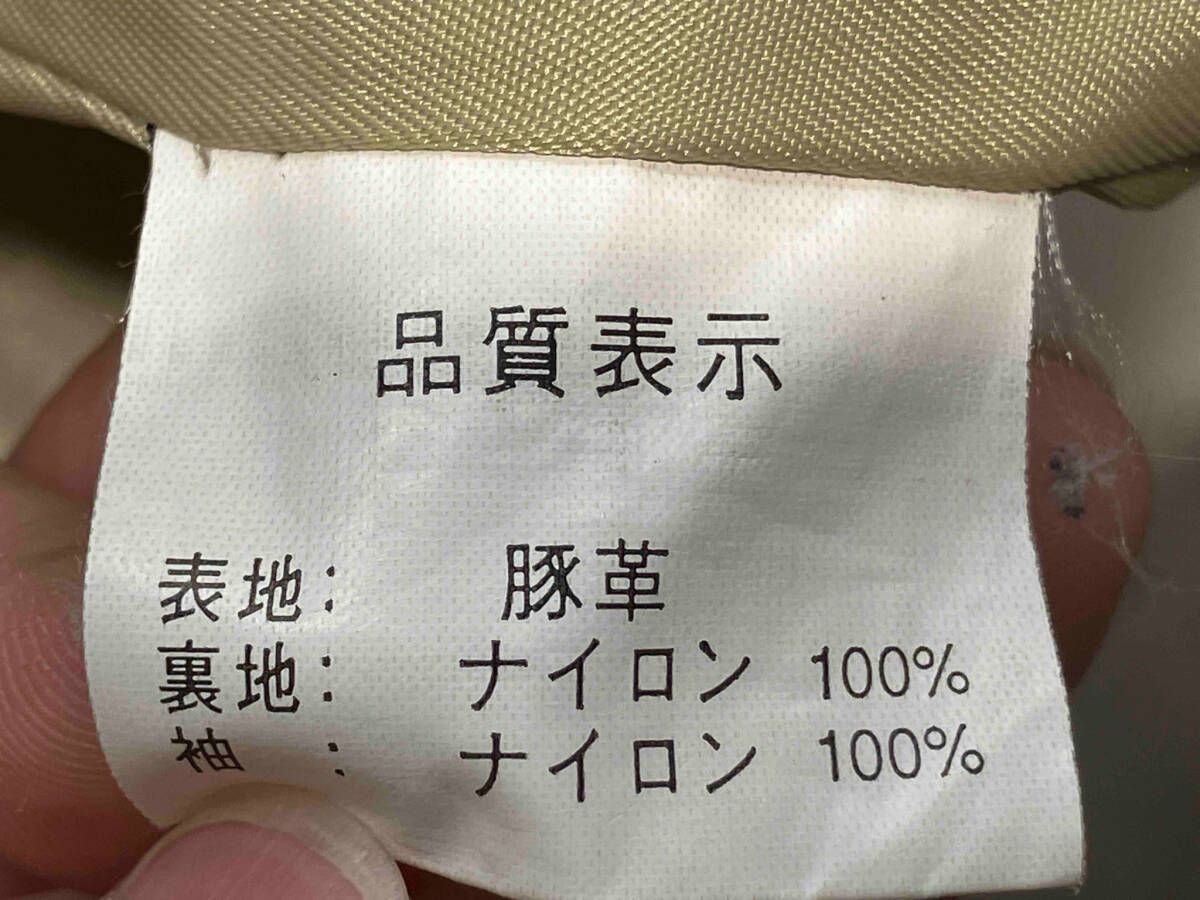 品質表示
表地: 豚革
裏地: ナイロン 100%
袖 : ナイロン 100%